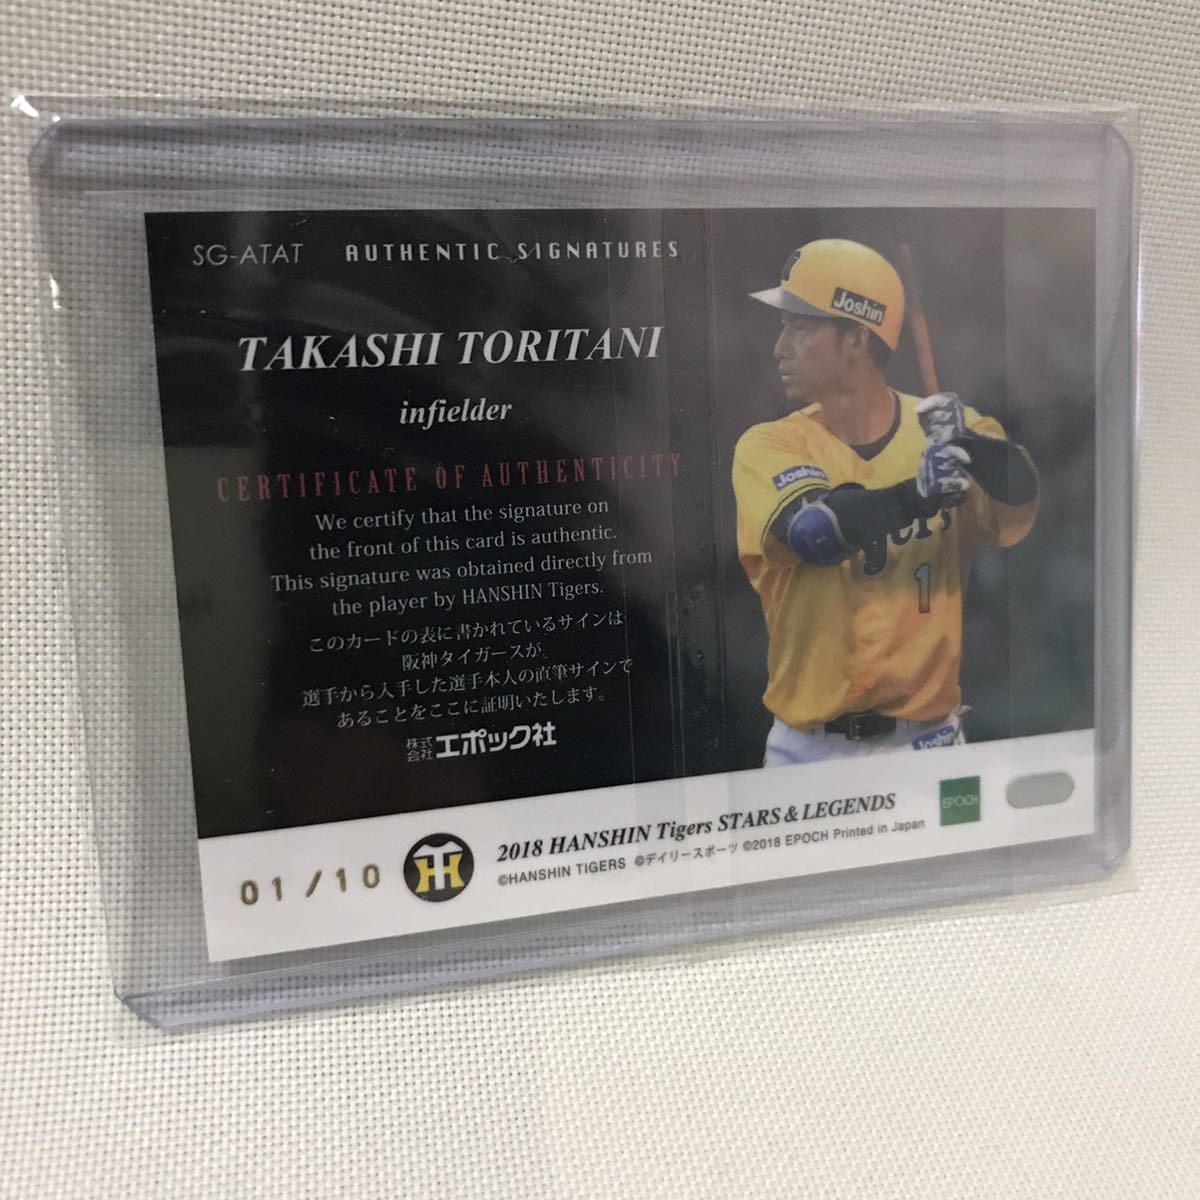 SG-ATAT AUTHENTIC SIGNATURES
TAKASHI TORITANI
infielder
CERTIFICATE OF AUTHENTICITY
We certify that the signature on
the front of this card is authentic.
This signature was obtained directly from
the player by HANSHIN Tigers.
このカードの表に書かれているサインは
阪神タイガースが、
選手から入手した選手本人の直筆サインで
あることをここに証明いたします。
株式会社エポック社
Joshin
Joshin
gers
1
Joshin
01/10
2018 HANSHIN Tigers STARS & LEGENDS
©HANSHIN TIGERS ©デイリースポーツ ©2018 EPOCH Printed in Japan
EPOCH